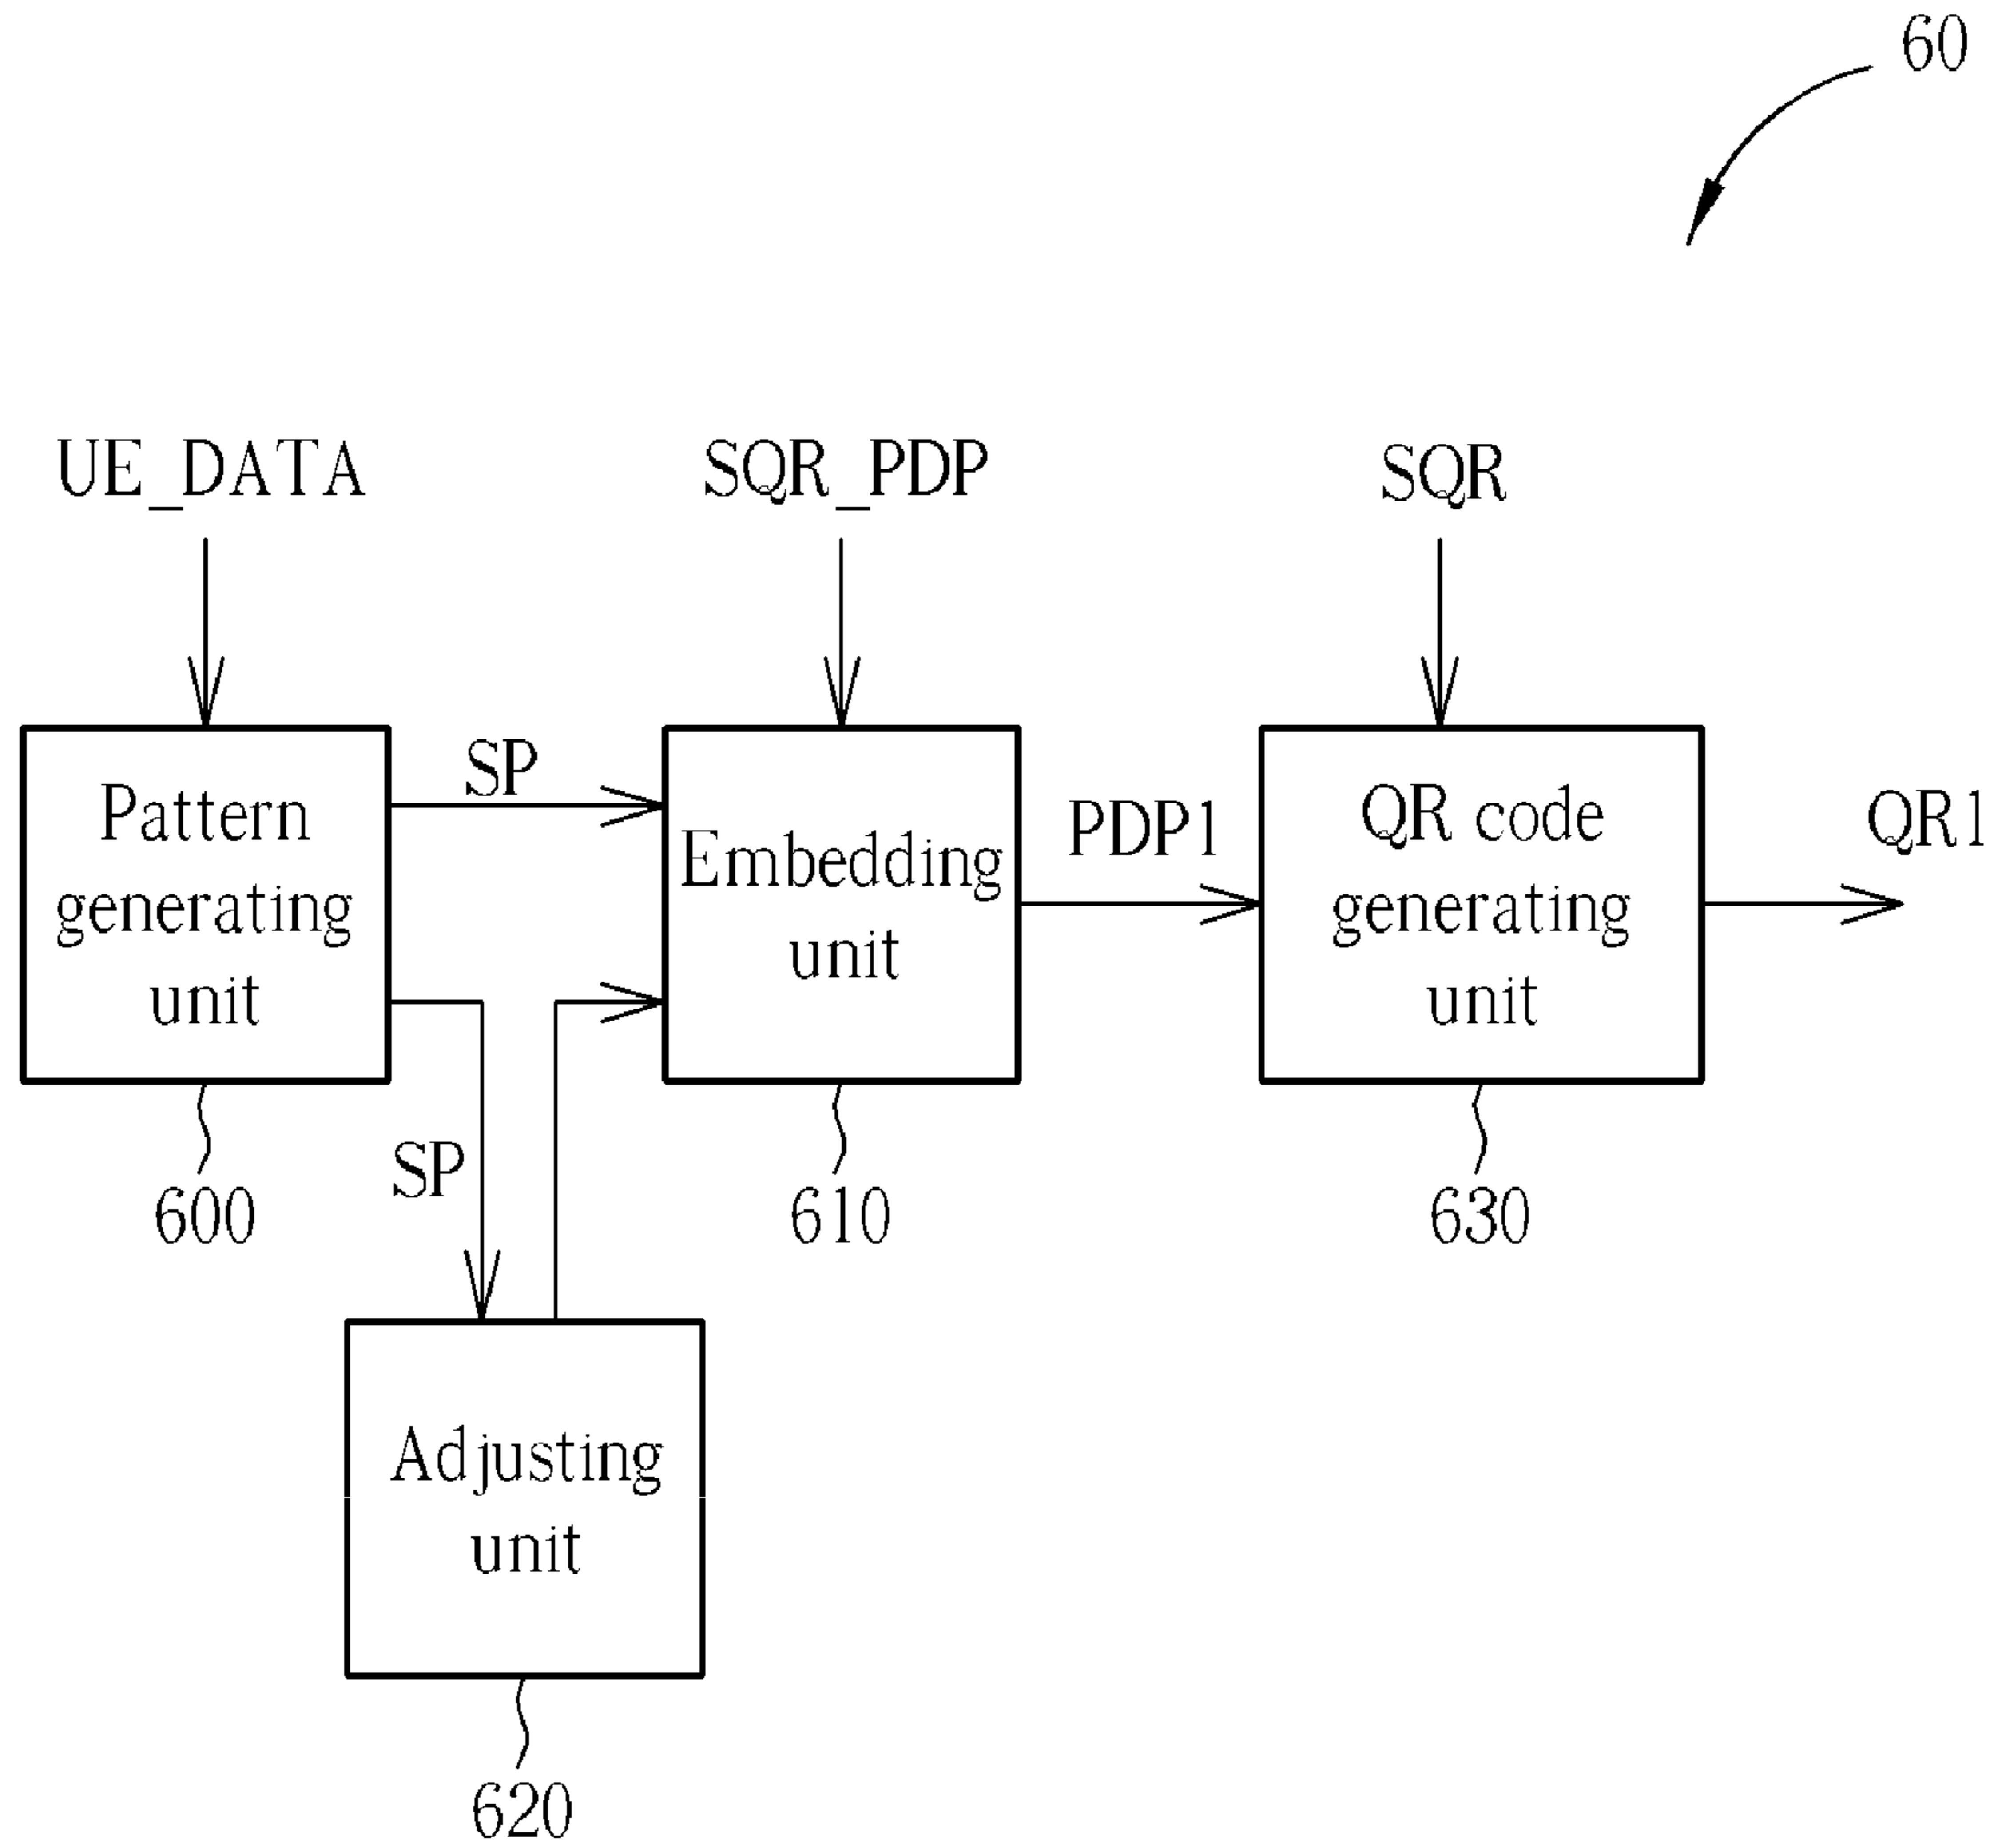 60
UE_DATA
SQR_PDP
SQR
SP
Pattern
generating
unit
Embedding
unit
PDP1
QR code
generating
unit
QR1
SP
600
610
630
Adjusting
unit
620